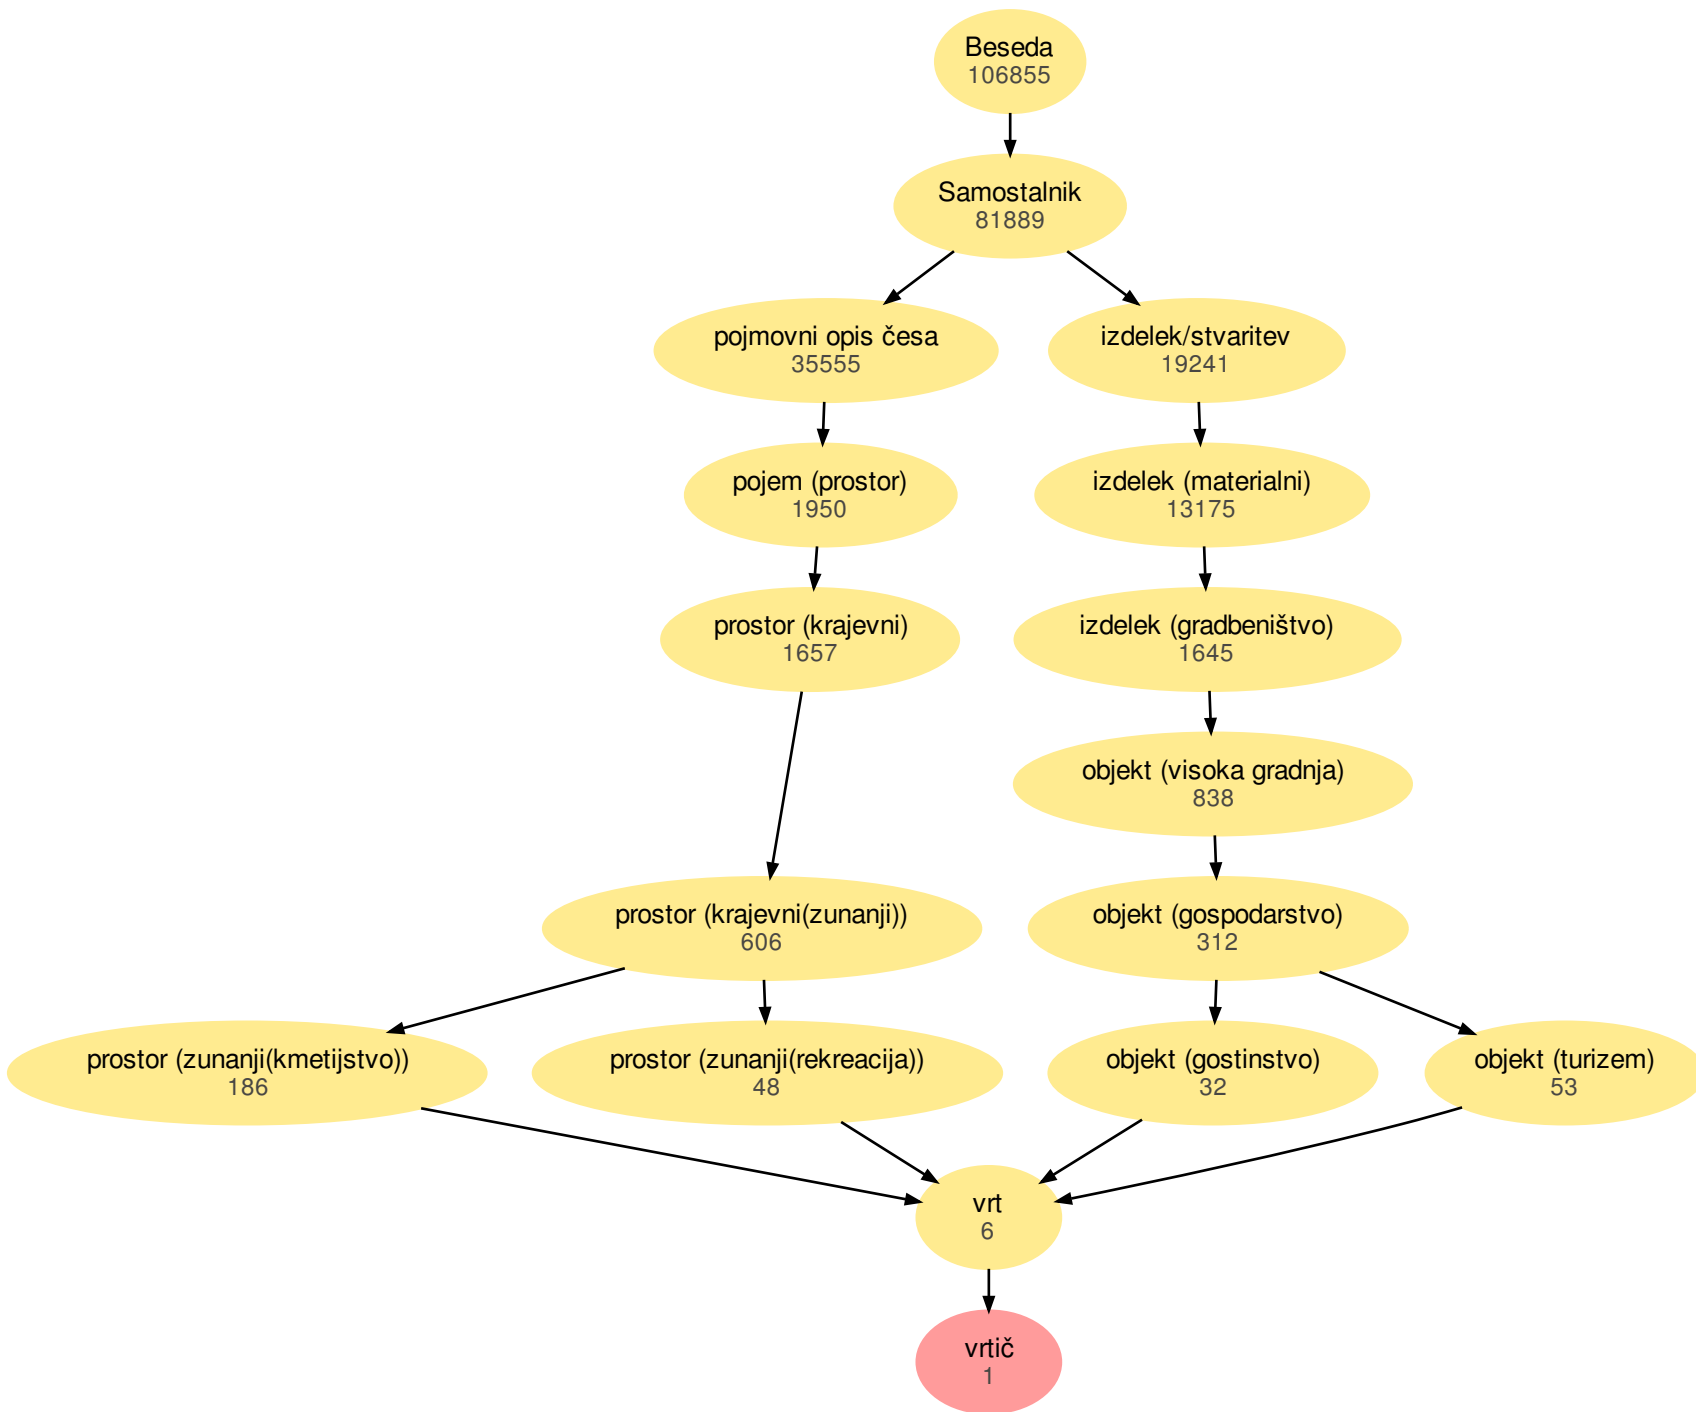 Beseda
106855
Samostalnik
81889
pojmovni opis česa
35555
izdelek/stvaritev
19241
pojem (prostor)
1950
izdelek (materialni)
13175
prostor (krajevni)
1657
izdelek (gradbeništvo)
1645
objekt (visoka gradnja)
838
prostor (krajevni(zunanji))
606
objekt (gospodarstvo)
312
prostor (zunanji(kmetijstvo))
186
prostor (zunanji(rekreacija))
48
objekt (gostinstvo)
32
objekt (turizem)
53
vrt
6
vrtič
1